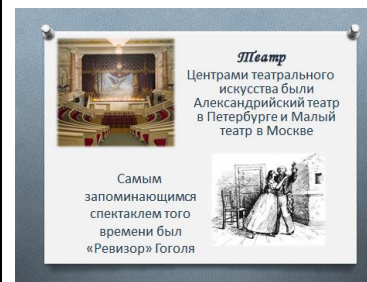 Театр
Центрами театрального
искусства были
Александрийский театр
в Петербурге и Малый
театр в Москве
Самым
запоминающимся
спектаклем того
времени был
«Ревизор» Гоголя